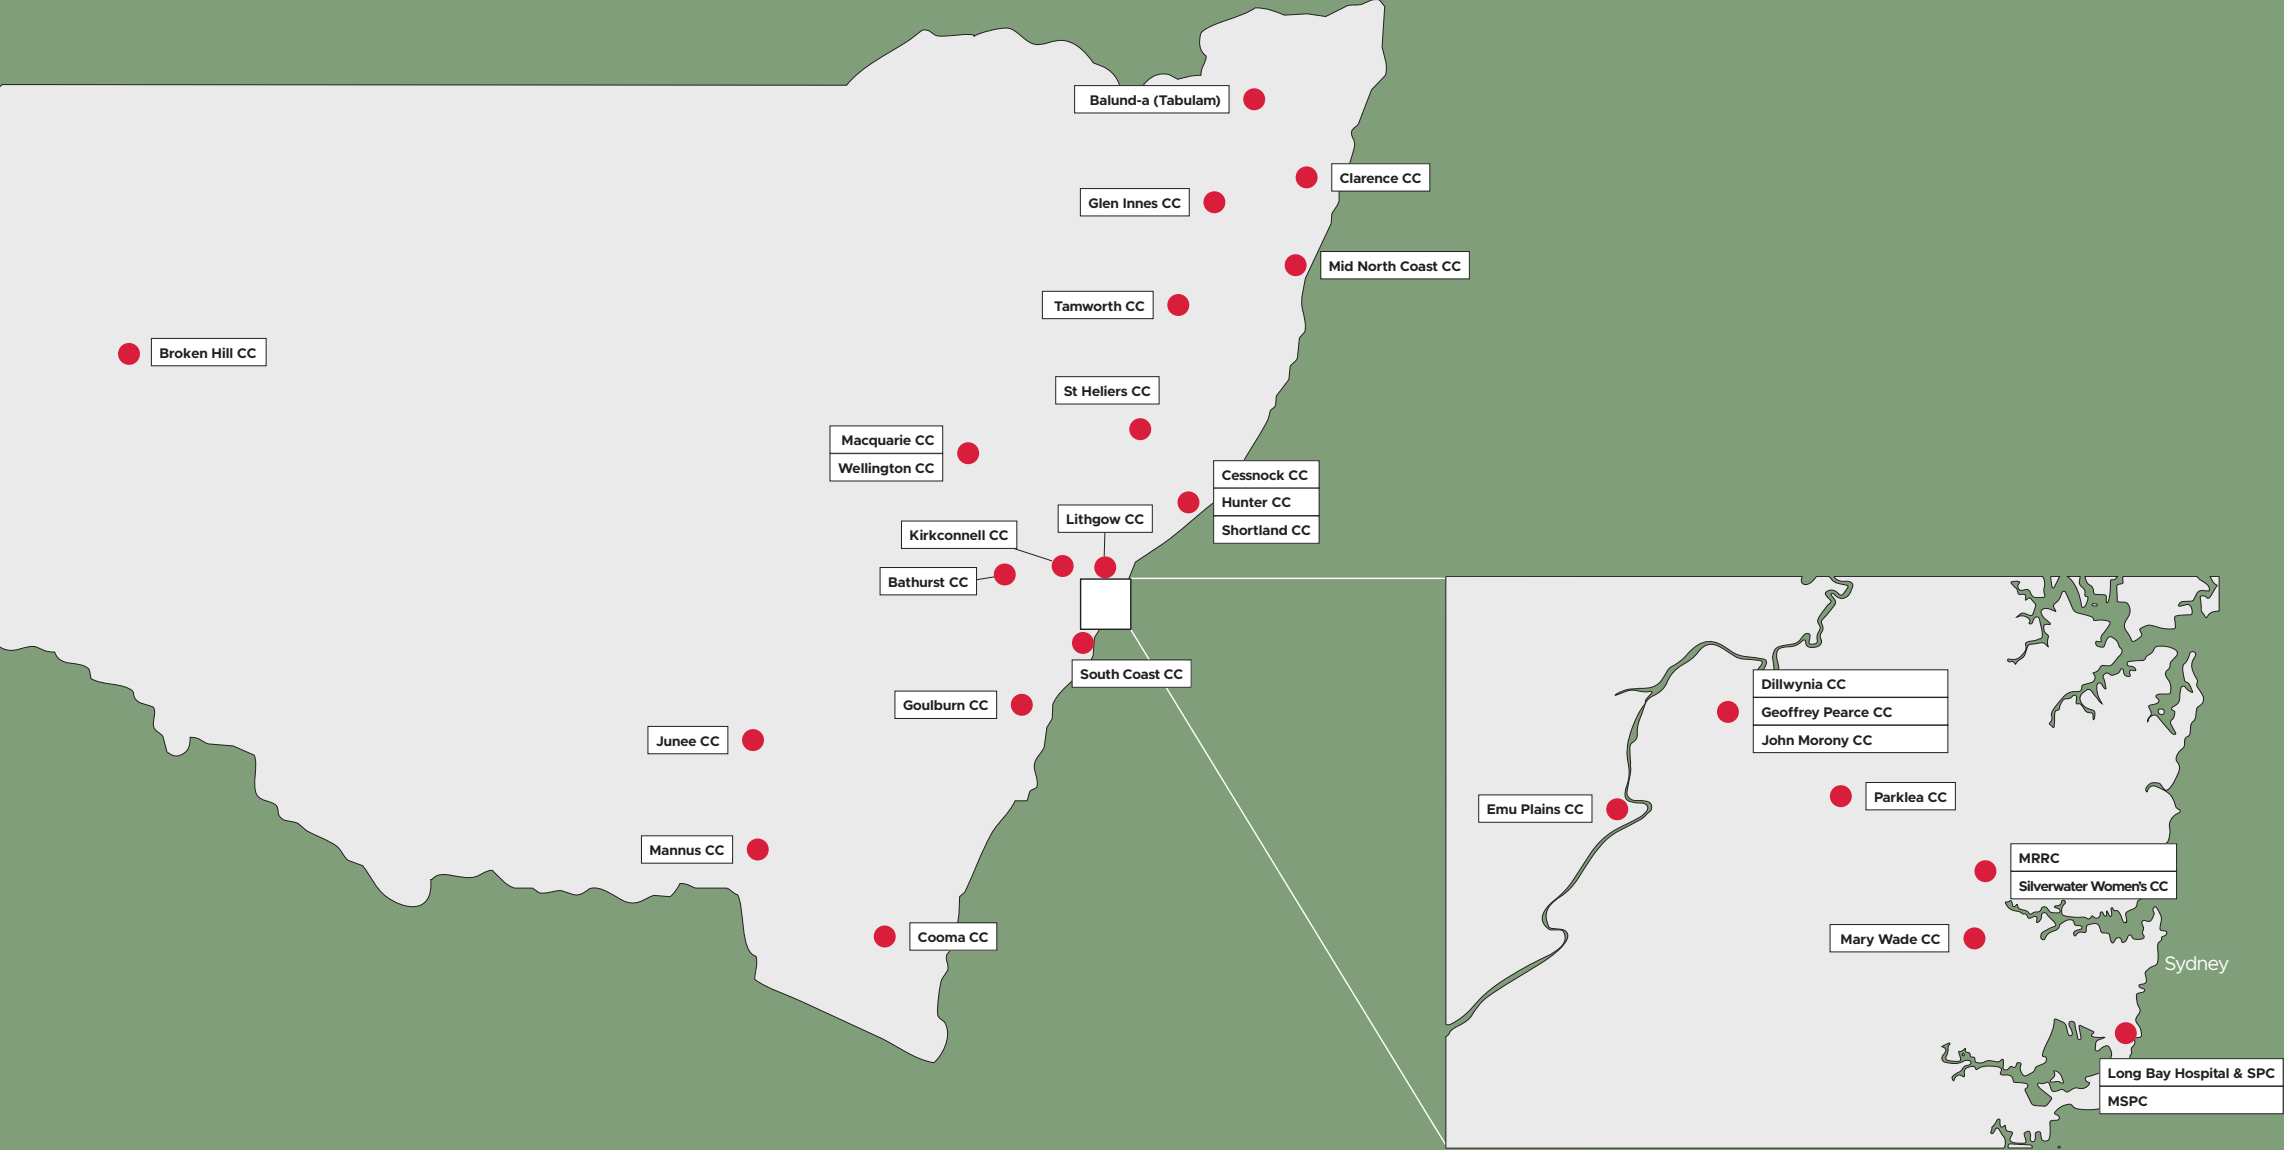 Balund-a (Tabulam)
Clarence CC
Glen Innes CC
Mid North Coast CC
Tamworth CC
Broken Hill CC
St Heliers CC
Macquarie CC
Wellington CC
Cessnock CC
Hunter CC
Shortland CC
Lithgow CC
Kirkconnell CC
Bathurst CC
South Coast CC
Goulburn CC
Junee CC
Mannus CC
Cooma CC
Dillwynia CC
Geoffrey Pearce CC
John Morony CC
Parklea CC
Emu Plains CC
MRRC
Silverwater Women's CC
Mary Wade CC
Sydney
Long Bay Hospital & SPC
MSPC